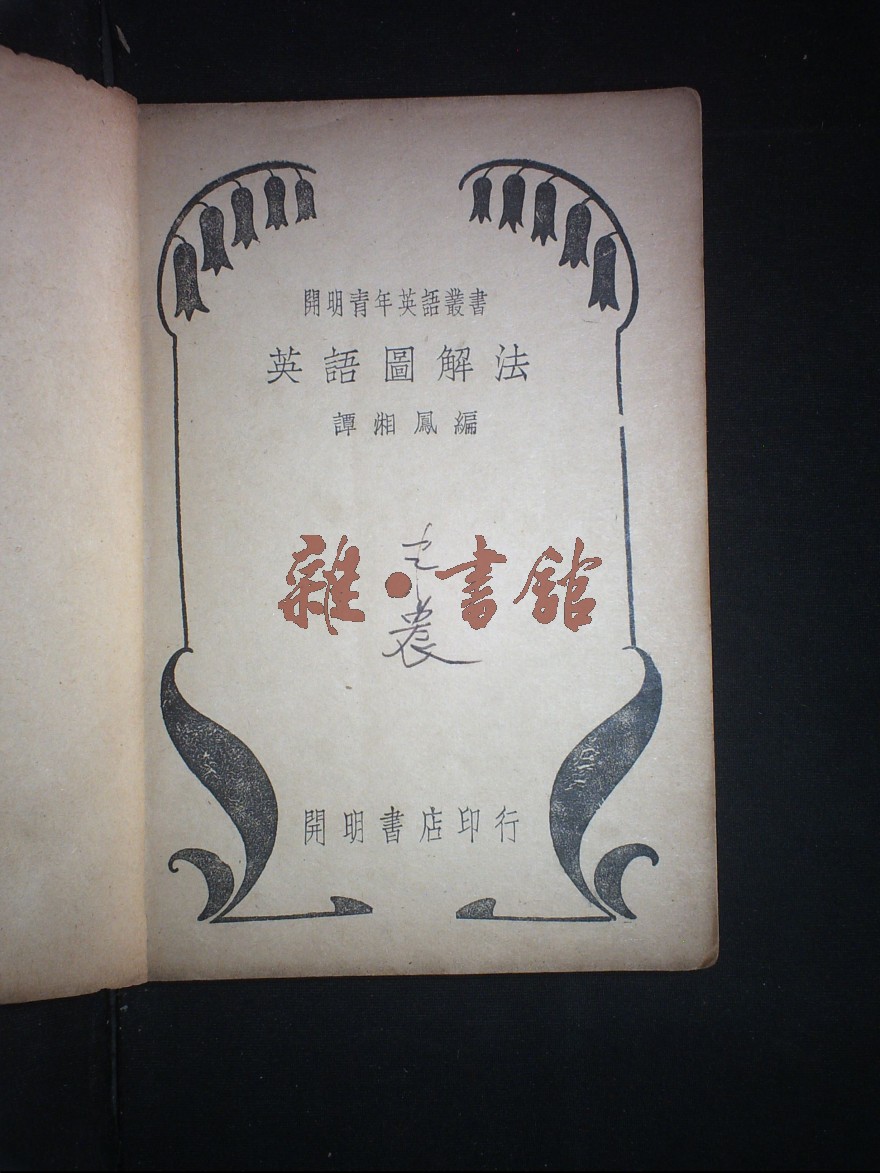 開明青年英語叢書
英語圖解法
譚湘鳳編
雜·書館
開明書店印行